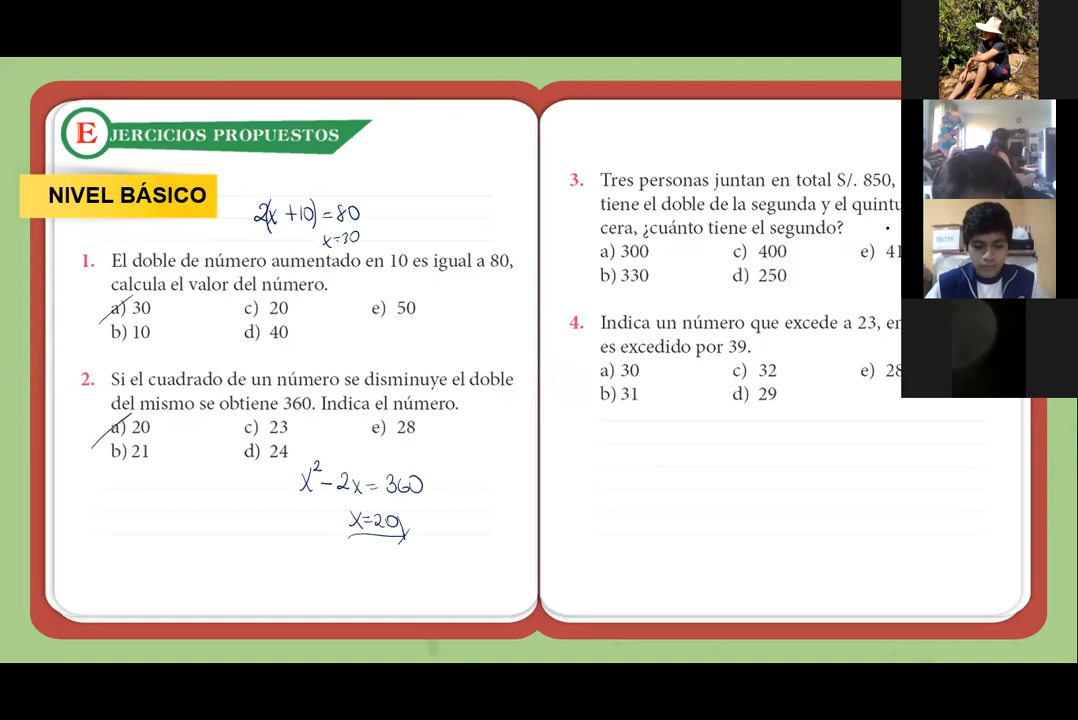 EJERCICIOS PROPUESTOS
NIVEL BÁSICO
2(x+10)=80
x=30
1. El doble de número aumentado en 10 es igual a 80,
calcula el valor del número.
a) 30 c) 20 e) 50
b) 10 d) 40
2. Si el cuadrado de un número se disminuye el doble
del mismo se obtiene 360. Indica el número.
a) 20 c) 23 e) 28
b) 21 d) 24
x²-2x=360
x=20
3. Tres personas juntan en total S/. 850,
tiene el doble de la segunda y el quintu
cera, ¿cuánto tiene el segundo?
a) 300 c) 400 e) 41
b) 330 d) 250
4. Indica un número que excede a 23, en
es excedido por 39.
a) 30 c) 32 e) 28
b) 31 d) 29